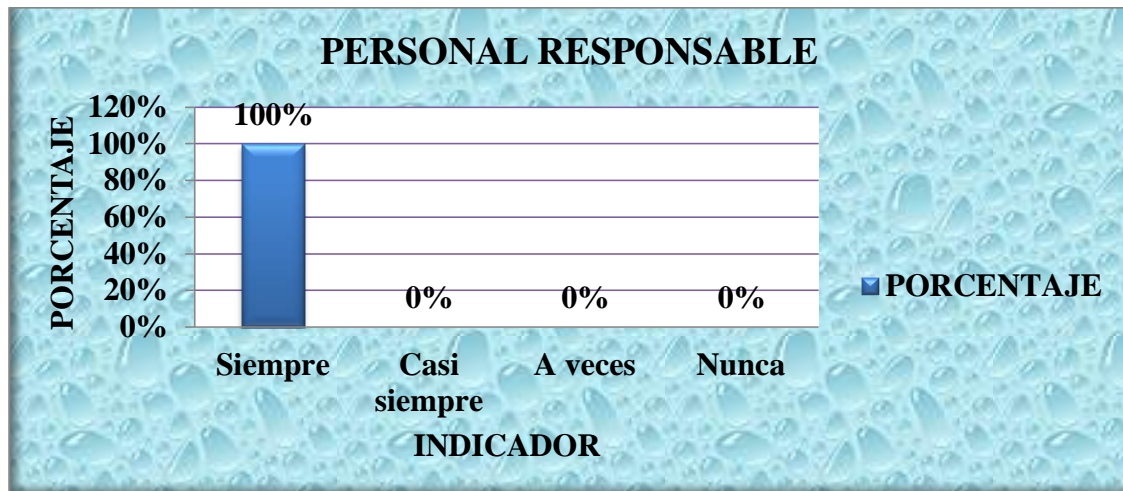 PERSONAL RESPONSABLE
PORCENTAJE
120%
100%
80%
60%
40%
20%
0%
100%
0%
0%
0%
Siempre
Casi
siempre
A veces
Nunca
INDICADOR
PORCENTAJE